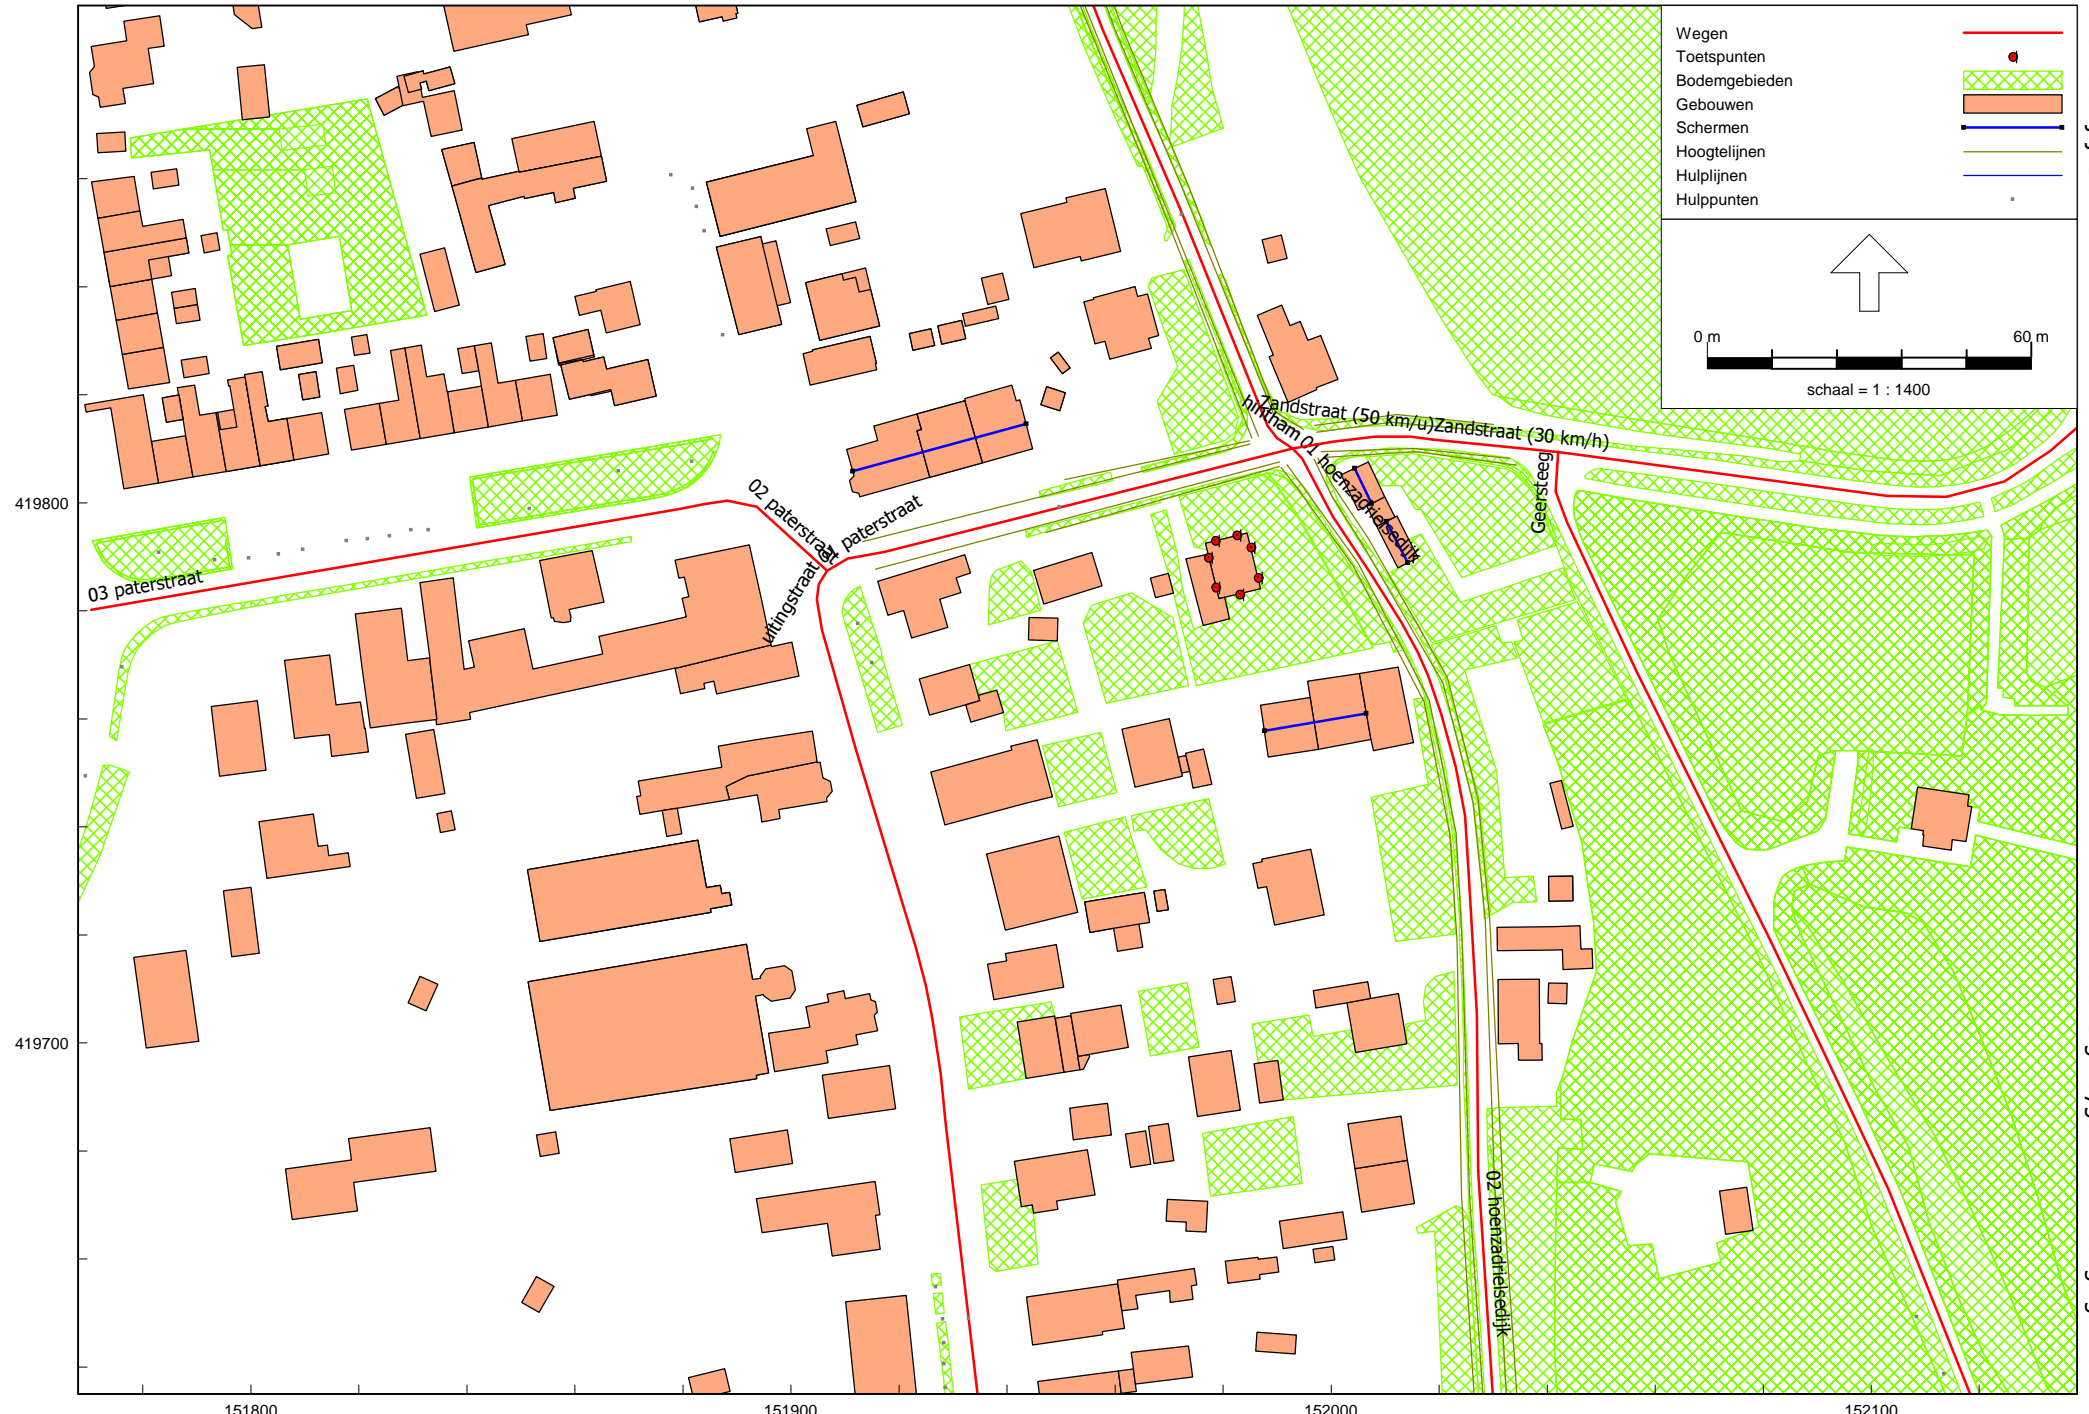 Wegen
Toetspunten
Bodemgebieden
Gebouwen
Schermen
Hoogtelijnen
Hulplijnen
Hulppunten
0 m 60 m
schaal = 1 : 1400
Zandstraat (50 km/u)
Zandstraat (30 km/h)
hintham
01 hoenzadrielsedijk
Geersteeg
02 paterstraat
01 paterstraat
uitingstraat
03 paterstraat
02 hoenzadrielsedijk
419800
419700
151800
151900
152000
152100